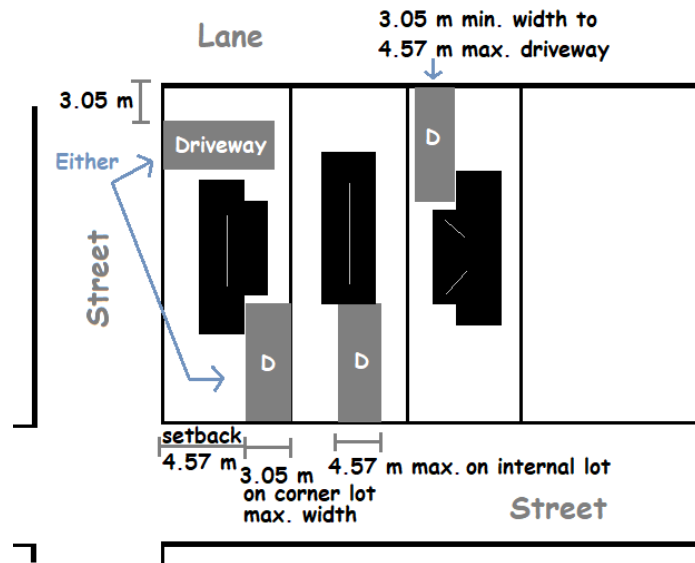 Lane
3.05 m min. width to
4.57 m max. driveway
3.05 m
Driveway
D
Either
Street
D
D
setback
4.57 m
3.05 m
on corner lot
max. width
4.57 m max. on internal lot
Street